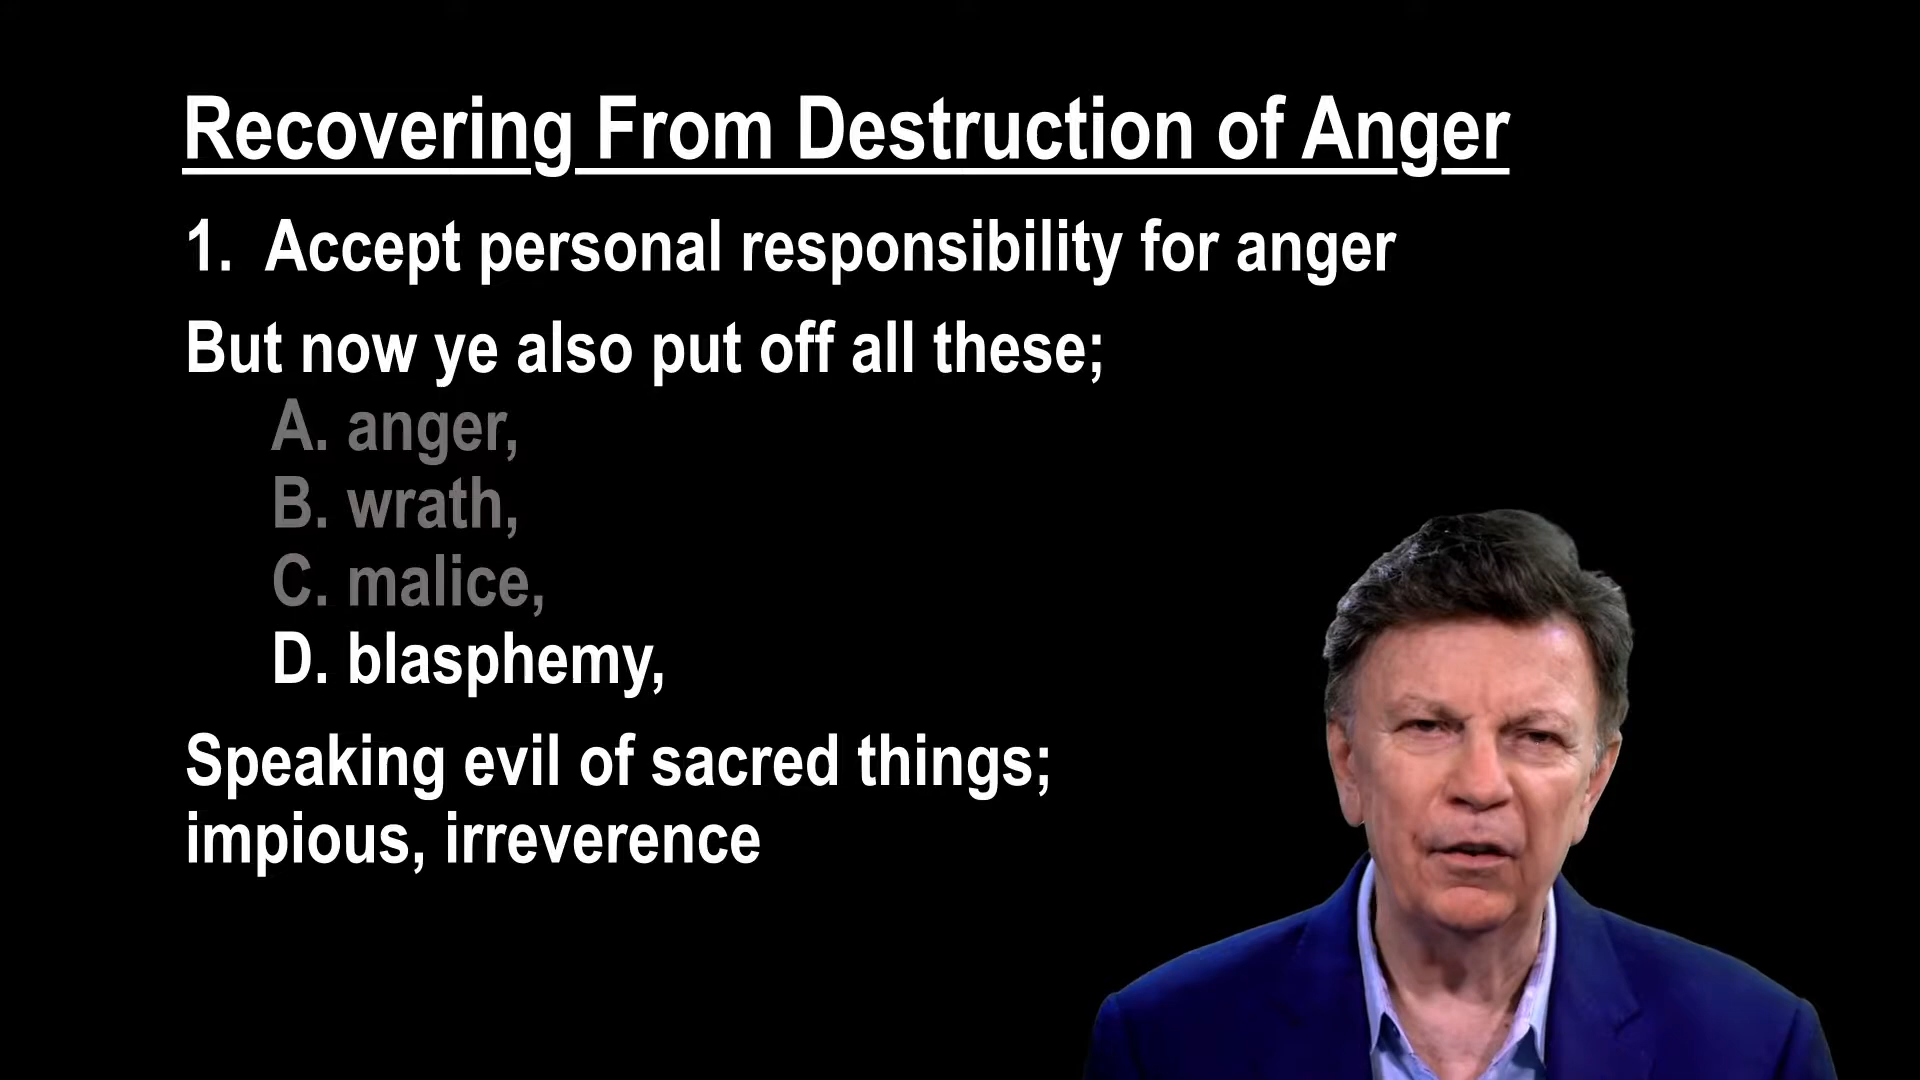 Recovering From Destruction of Anger
1. Accept personal responsibility for anger
But now ye also put off all these;
A. anger,
B. wrath,
C. malice,
D. blasphemy,
Speaking evil of sacred things;
impious, irreverence